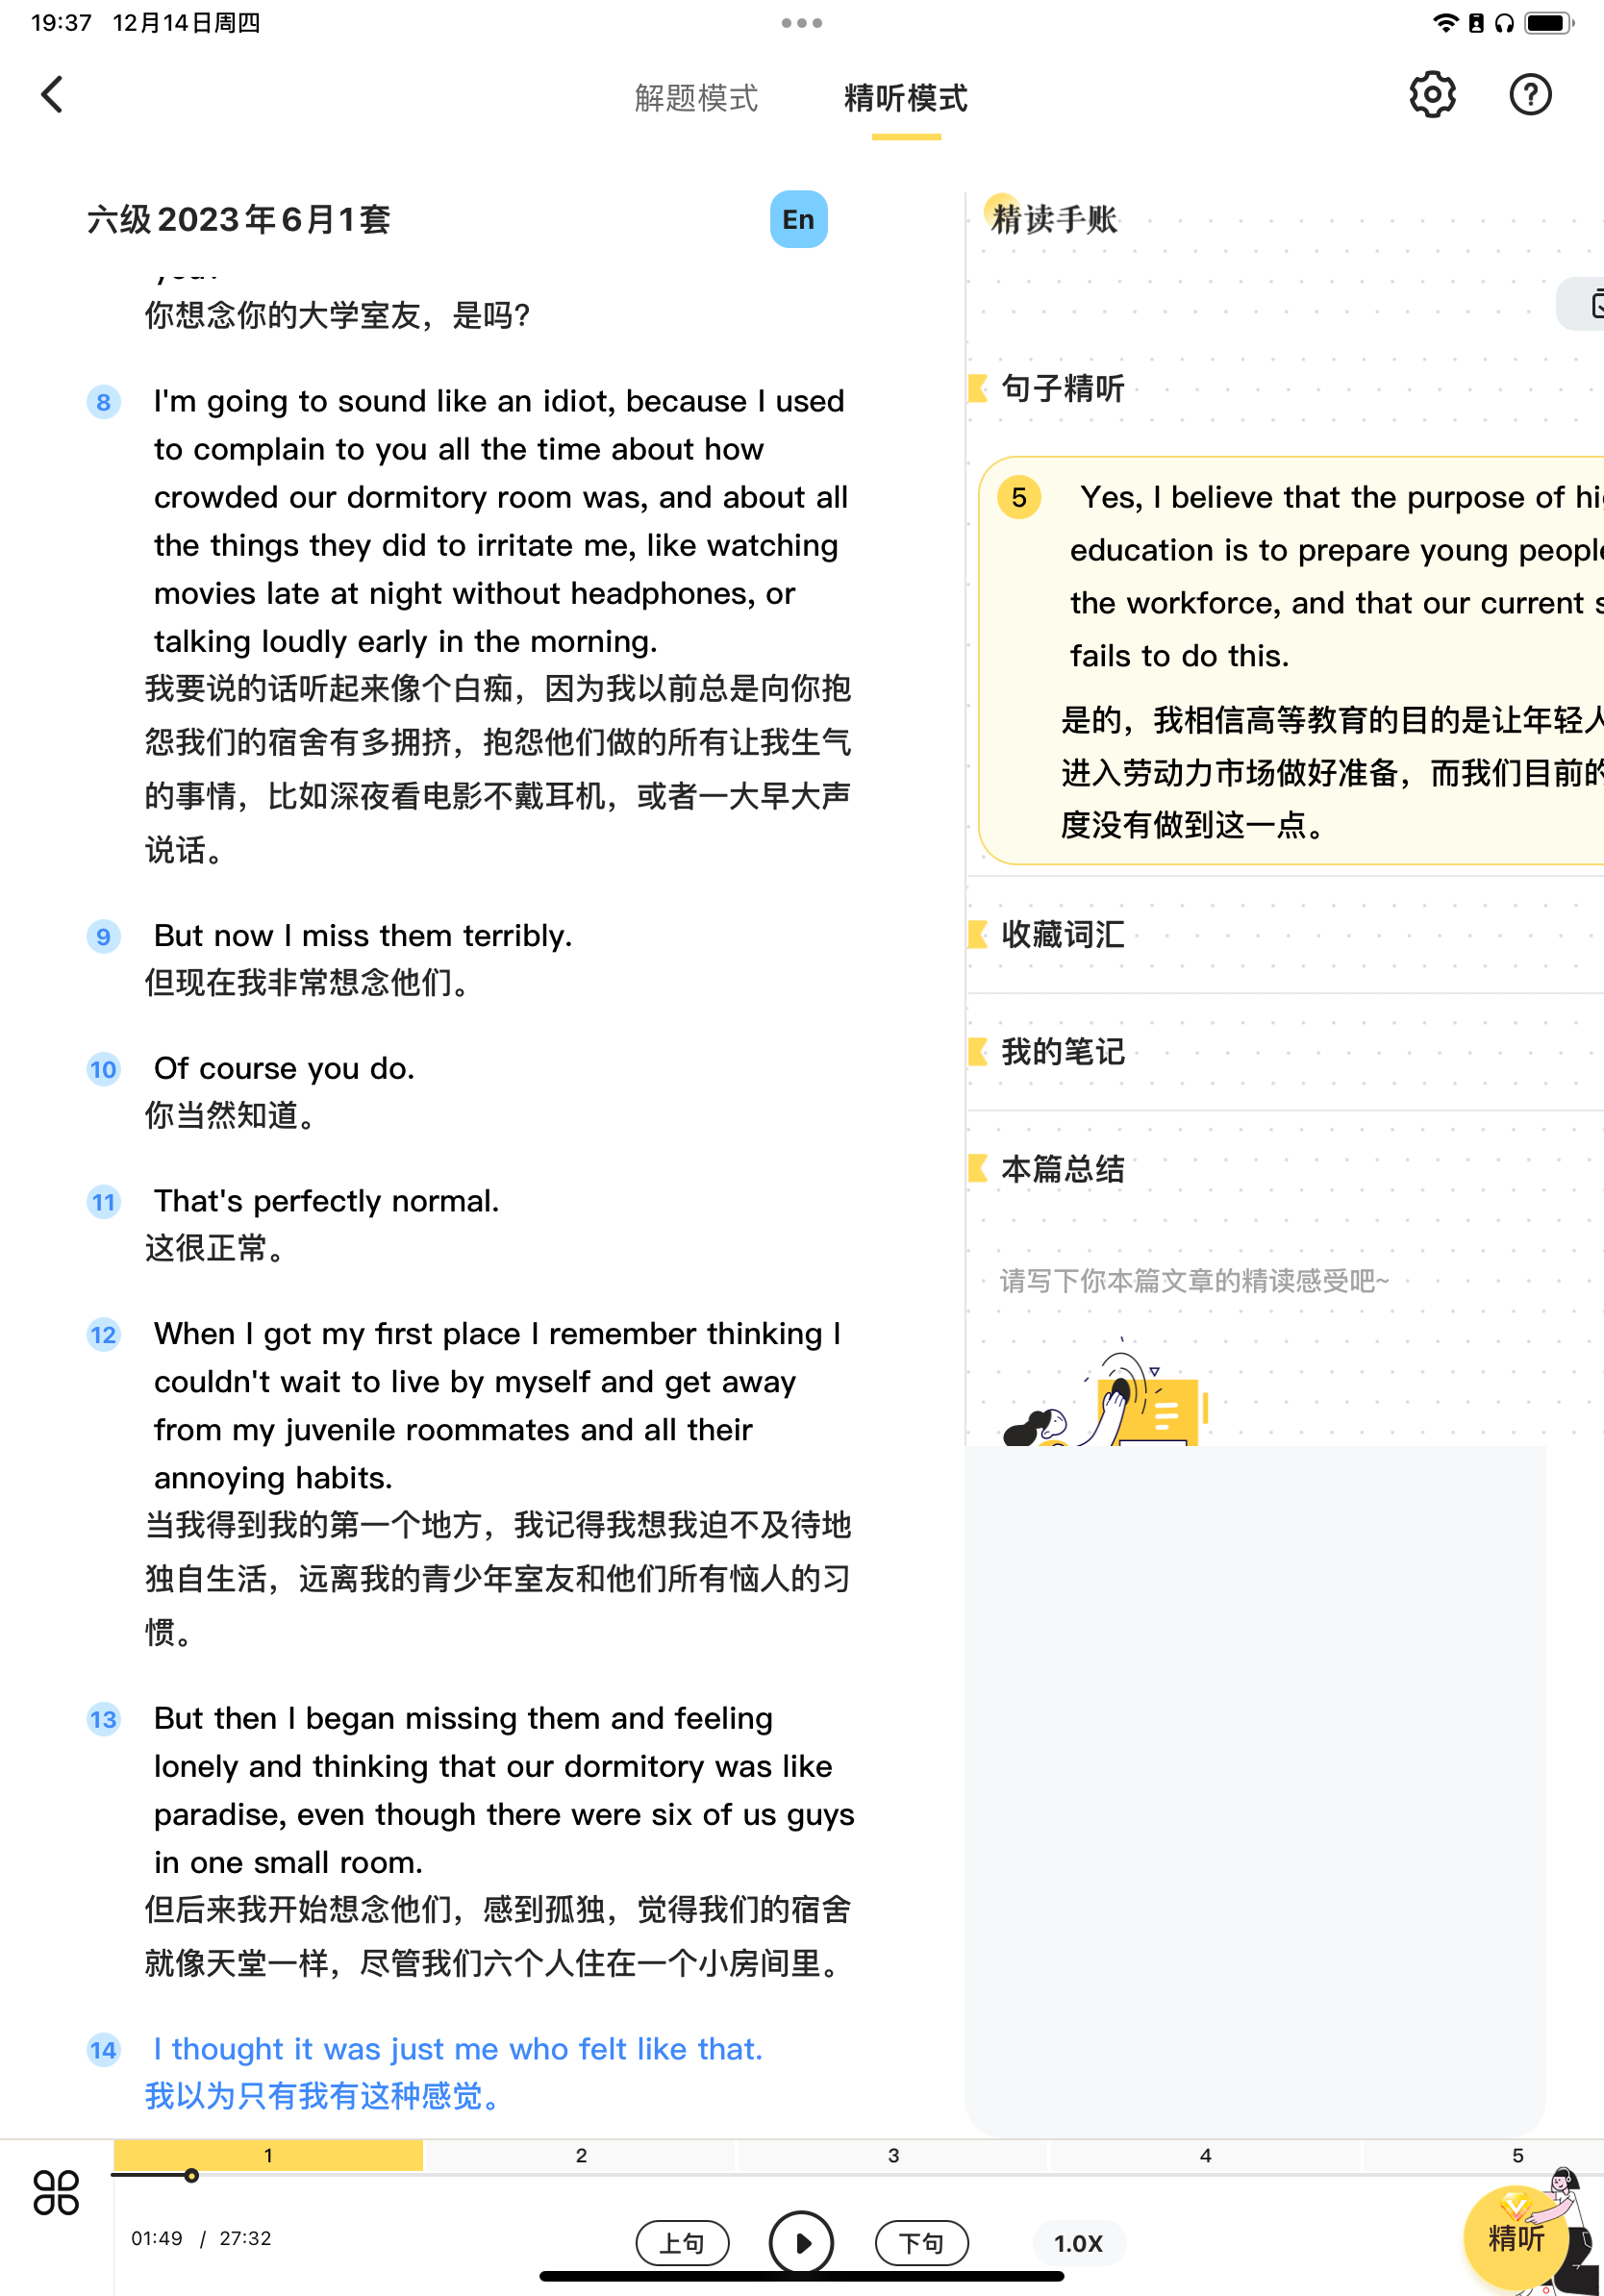 19:37 12月14日周四
解题模式 精听模式
六级2023年6月1套
En
你想念你的大学室友，是吗？
8 I'm going to sound like an idiot, because I used
to complain to you all the time about how
crowded our dormitory room was, and about all
the things they did to irritate me, like watching
movies late at night without headphones, or
talking loudly early in the morning.
我要说的话听起来像个白痴，因为我以前总是向你抱
怨我们的宿舍有多拥挤，抱怨他们做的所有让我生气
的事情，比如深夜看电影不戴耳机，或者一大早大声
说话。
9 But now I miss them terribly.
但现在我非常想念他们。
10 Of course you do.
你当然知道。
11 That's perfectly normal.
这很正常。
12 When I got my first place I remember thinking I
couldn't wait to live by myself and get away
from my juvenile roommates and all their
annoying habits.
当我得到我的第一个地方，我记得我想我迫不及待地
独自生活，远离我的青少年室友和他们所有恼人的习
惯。
13 But then I began missing them and feeling
lonely and thinking that our dormitory was like
paradise, even though there were six of us guys
in one small room.
但后来我开始想念他们，感到孤独，觉得我们的宿舍
就像天堂一样，尽管我们六个人住在一个小房间里。
14 I thought it was just me who felt like that.
我以为只有我有这种感觉。
精读手账
句子精听
5 Yes, I believe that the purpose of
education is to prepare young
the workforce, and that our current
fails to do this.
是的，我相信高等教育的目的是让年轻人
进入劳动力市场做好准备，而我们目前的
度没有做到这一点。
收藏词汇
我的笔记
本篇总结
请写下你本篇文章的精读感受吧~
1 2 3 4 5
01:49 / 27:32
上句 下句 1.0X
精听